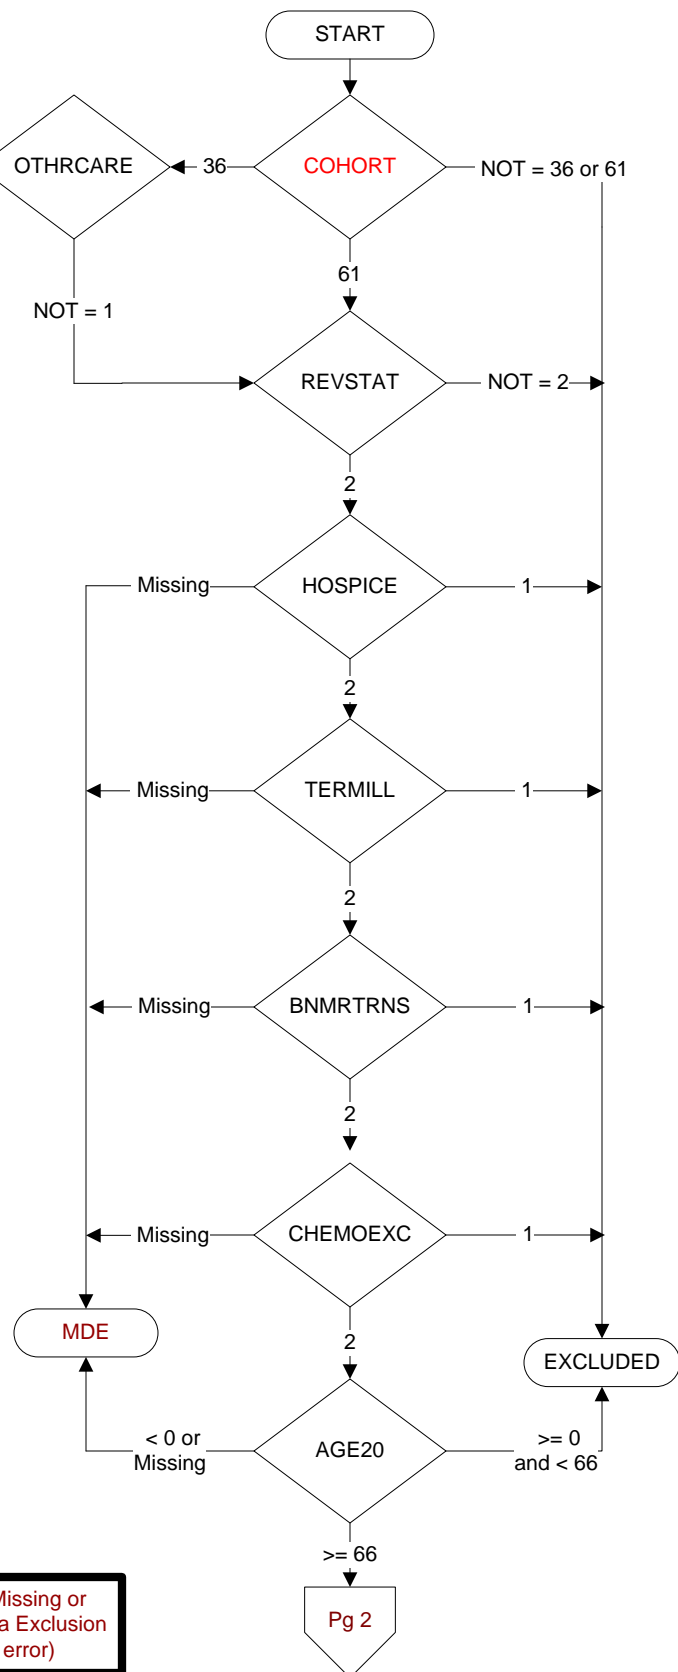 START
OTHRCARE
36
COHORT
NOT = 36 or 61
61
NOT = 1
REVSTAT
NOT = 2
2
Missing
HOSPICE
1
2
Missing
TERMILL
1
2
Missing
BNMRTRNS
1
2
Missing
CHEMOEXC
1
2
MDE
EXCLUDED
< 0 or
Missing
AGE20
>= 0
and < 66
>= 66
Missing or
a Exclusion
error)
Pg 2